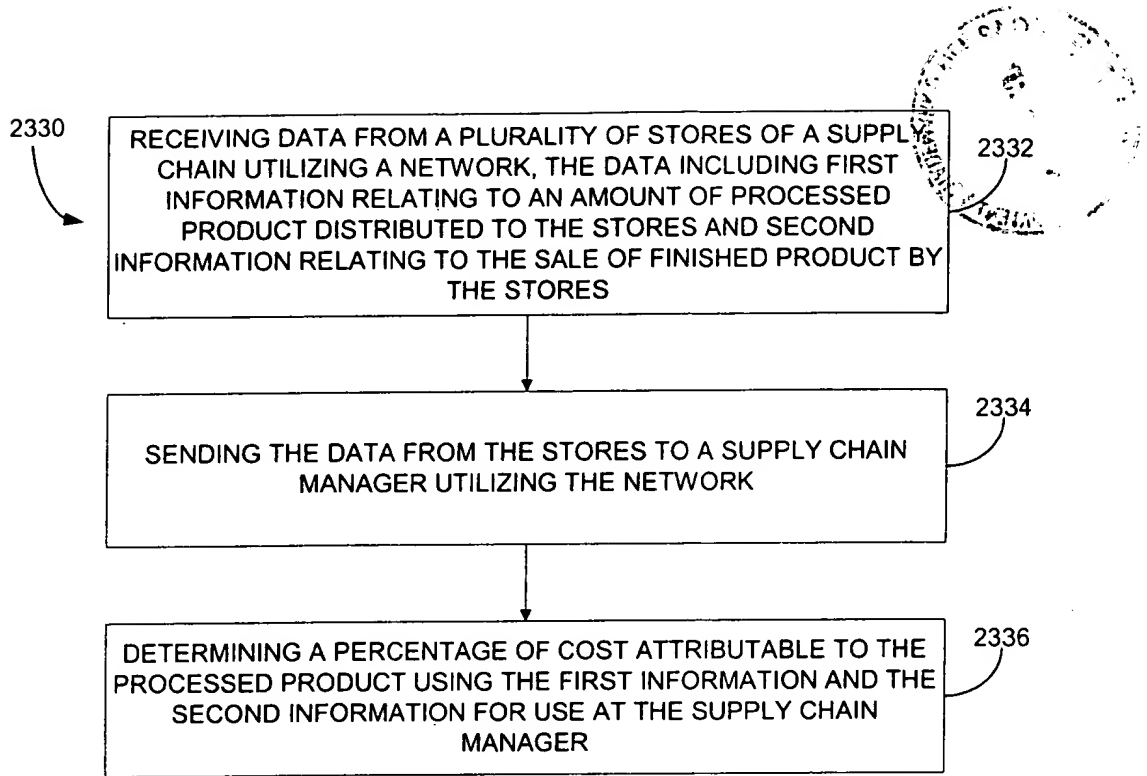 2330
RECEIVING DATA FROM A PLURALITY OF STORES OF A SUPPLY
CHAIN UTILIZING A NETWORK, THE DATA INCLUDING FIRST
INFORMATION RELATING TO AN AMOUNT OF PROCESSED
PRODUCT DISTRIBUTED TO THE STORES AND SECOND
INFORMATION RELATING TO THE SALE OF FINISHED PRODUCT BY
THE STORES
2332
SENDING THE DATA FROM THE STORES TO A SUPPLY CHAIN
MANAGER UTILIZING THE NETWORK
2334
DETERMINING A PERCENTAGE OF COST ATTRIBUTABLE TO THE
PROCESSED PRODUCT USING THE FIRST INFORMATION AND THE
SECOND INFORMATION FOR USE AT THE SUPPLY CHAIN
MANAGER
2336